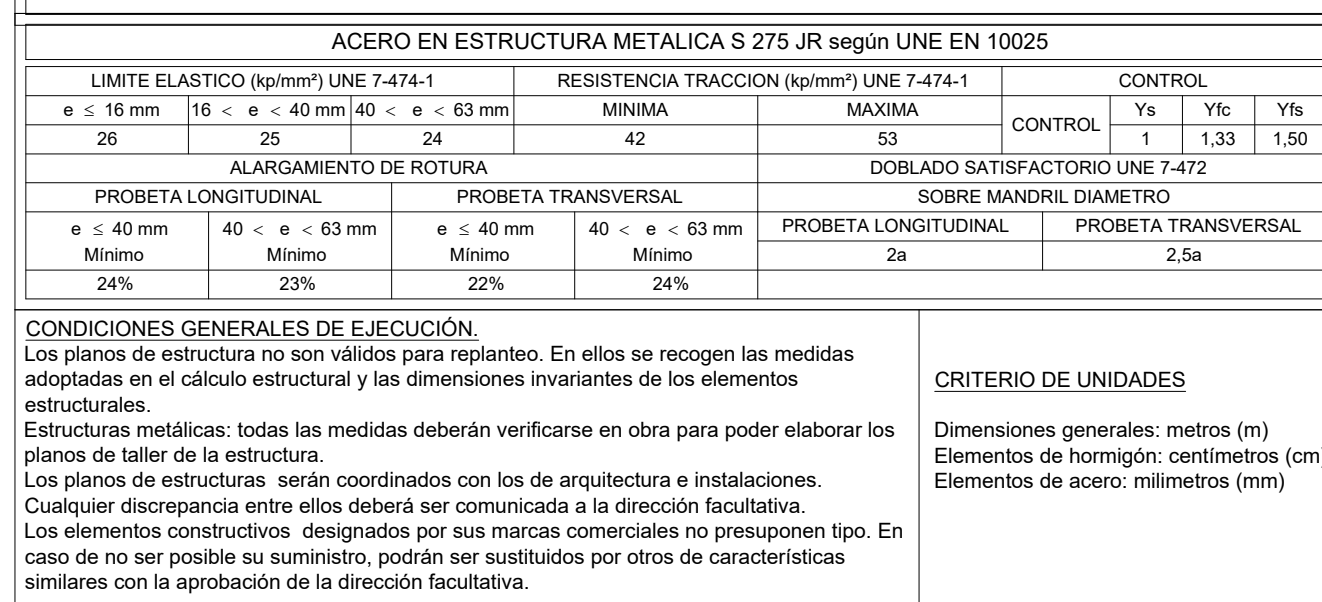 ACERO EN ESTRUCTURA METALICA S 275 JR según UNE EN 10025
LIMITE ELASTICO (kp/mm²) UNE 7-474-1 RESISTENCIA TRACCION (kp/mm²) UNE 7-474-1 CONTROL
e ≤ 16 mm 16 < e < 40 mm 40 < e < 63 mm MINIMA MAXIMA CONTROL Ys Yfc Yfs
26 25 24 42 53 1 1,33 1,50
ALARGAMIENTO DE ROTURA DOBLADO SATISFACTORIO UNE 7-472
PROBETA LONGITUDINAL PROBETA TRANSVERSAL SOBRE MANDRIL DIAMETRO
e ≤ 40 mm 40 < e < 63 mm e ≤ 40 mm 40 < e < 63 mm PROBETA LONGITUDINAL PROBETA TRANSVERSAL
Mínimo Mínimo Mínimo Mínimo 2a 2,5a
24% 23% 22% 24%
CONDICIONES GENERALES DE EJECUCIÓN.
Los planos de estructura no son válidos para replanteo. En ellos se recogen las medidas
adoptadas en el cálculo estructural y las dimensiones invariantes de los elementos
estructurales.
Estructuras metálicas: todas las medidas deberán verificarse en obra para poder elaborar los
planos de taller de la estructura.
Los planos de estructuras serán coordinados con los de arquitectura e instalaciones.
Cualquier discrepancia entre ellos deberá ser comunicada a la dirección facultativa.
Los elementos constructivos designados por sus marcas comerciales no presuponen tipo. En
caso de no ser posible su suministro, podrán ser sustituidos por otros de características
similares con la aprobación de la dirección facultativa.
CRITERIO DE UNIDADES
Dimensiones generales: metros (m)
Elementos de hormigón: centímetros (cm)
Elementos de acero: milimetros (mm)